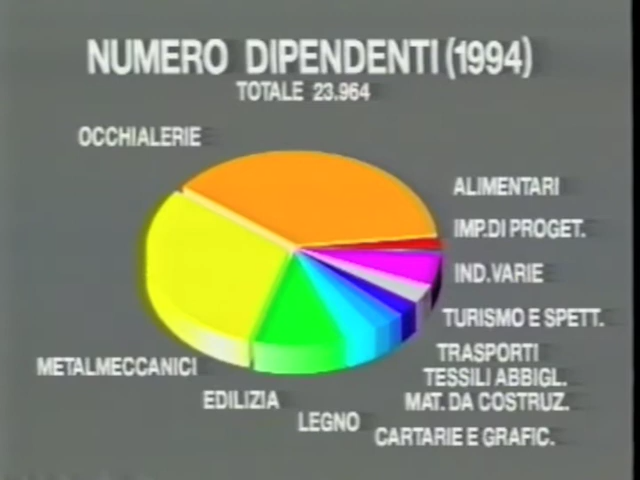 NUMERO DIPENDENTI (1994)
TOTALE 23.964
OCCHIALERIE
ALIMENTARI
IMP.DI PROGET.
IND.VARIE
TURISMO E SPETT.
TRASPORTI
METALMECCANICI
TESSILI ABBIGL.
EDILIZIA
MAT. DA COSTRUZ.
LEGNO
CARTARIE E GRAFIC.